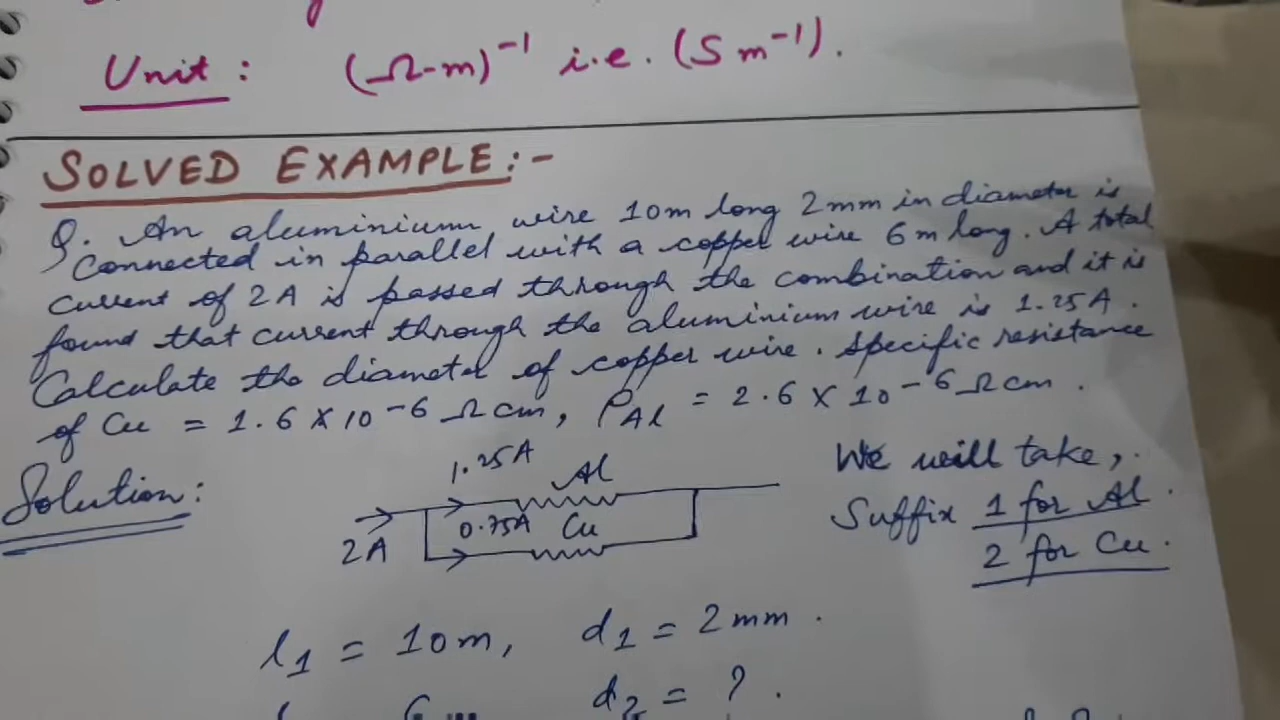 Unit : (Ω-m)⁻¹ i.e. (S m⁻¹).
SOLVED EXAMPLE :-
Q. An aluminium wire 10m long 2mm in diameter is
connected in parallel with a copper wire 6m long. A total
current of 2A is passed through the combination and it is
found that current through the aluminium wire is 1.25A.
Calculate the diameter of copper wire. Specific resistance
of Cu = 1.6 × 10⁻⁶ Ω cm, ρAl = 2.6 × 10⁻⁶ Ω cm.
Solution :
1.25A Al
0.75A Cu
2A
We will take,
Suffix 1 for Al.
2 for Cu.
l₁ = 10m, d₁ = 2mm.
d₂ = ?